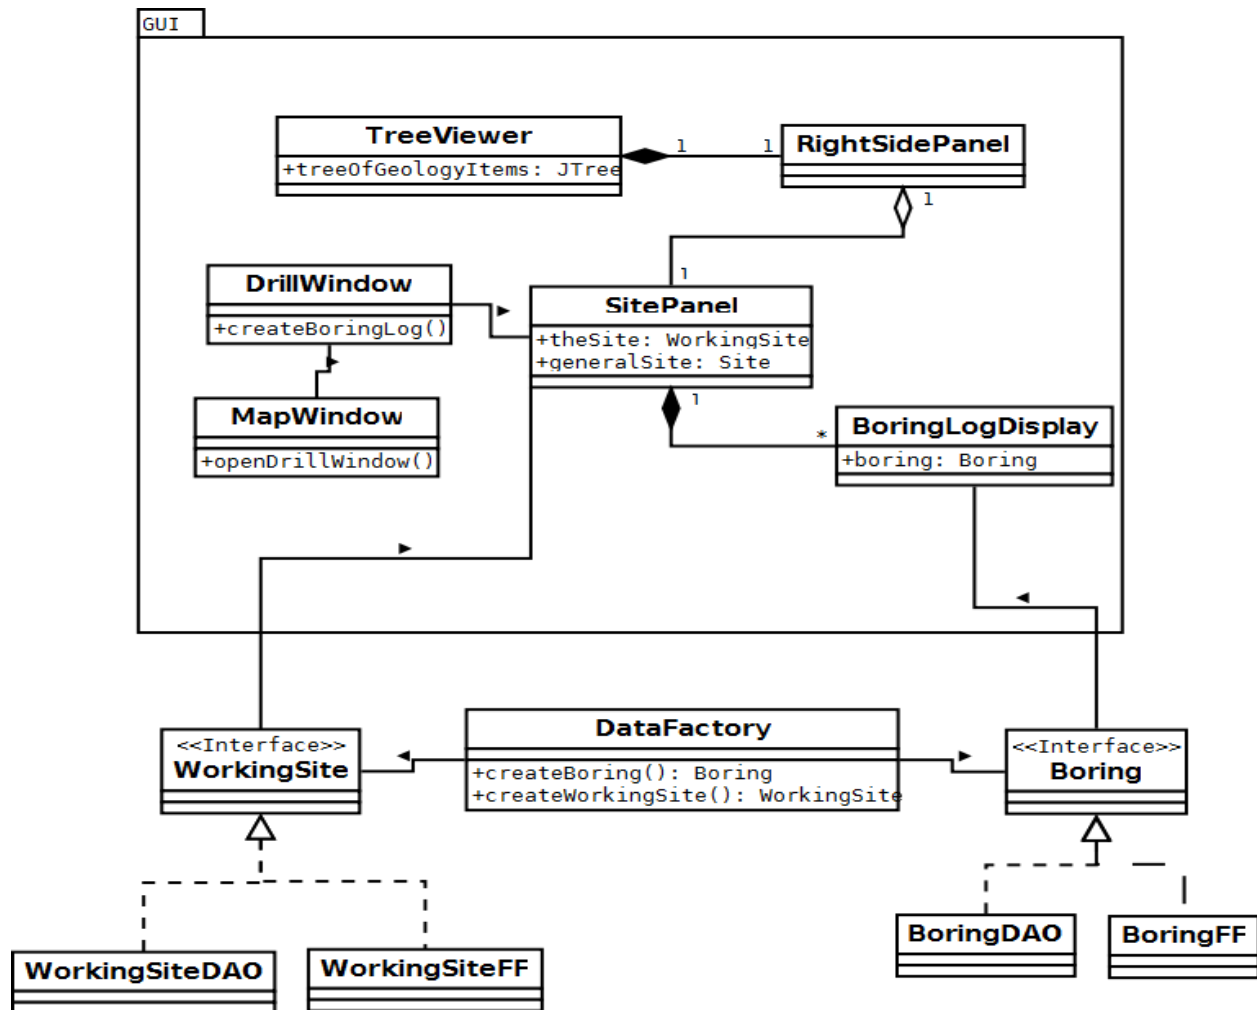 GUI
TreeViewer
+treeOfGeologyItems: JTree
1
1
RightSidePanel
1
1
DrillWindow
+createBoringLog()
SitePanel
+theSite: WorkingSite
+generalSite: Site
1
*
MapWindow
+openDrillWindow()
BoringLogDisplay
+boring: Boring
<<Interface>>
WorkingSite
DataFactory
+createBoring(): Boring
+createWorkingSite(): WorkingSite
<<Interface>>
Boring
WorkingSiteDAO
WorkingSiteFF
BoringDAO
BoringFF